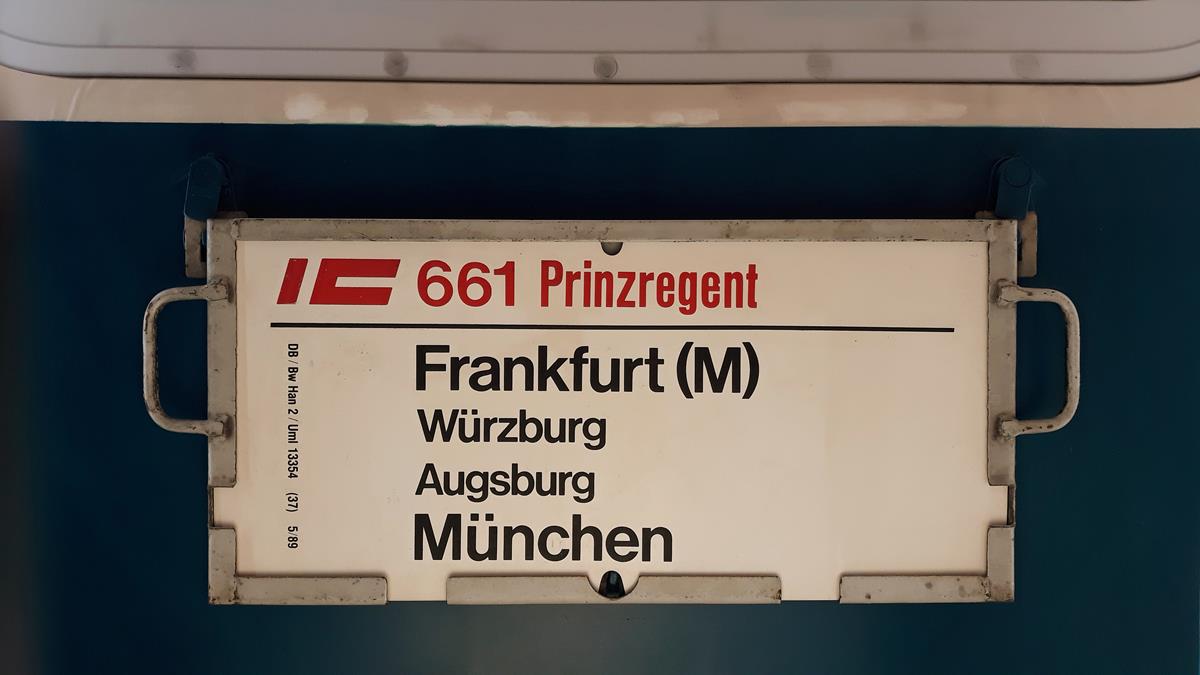 IC 661 Prinzregent
Frankfurt (M)
Würzburg
Augsburg
München
DB / Bw Han 2 / Uml 13354 (37) 5/89